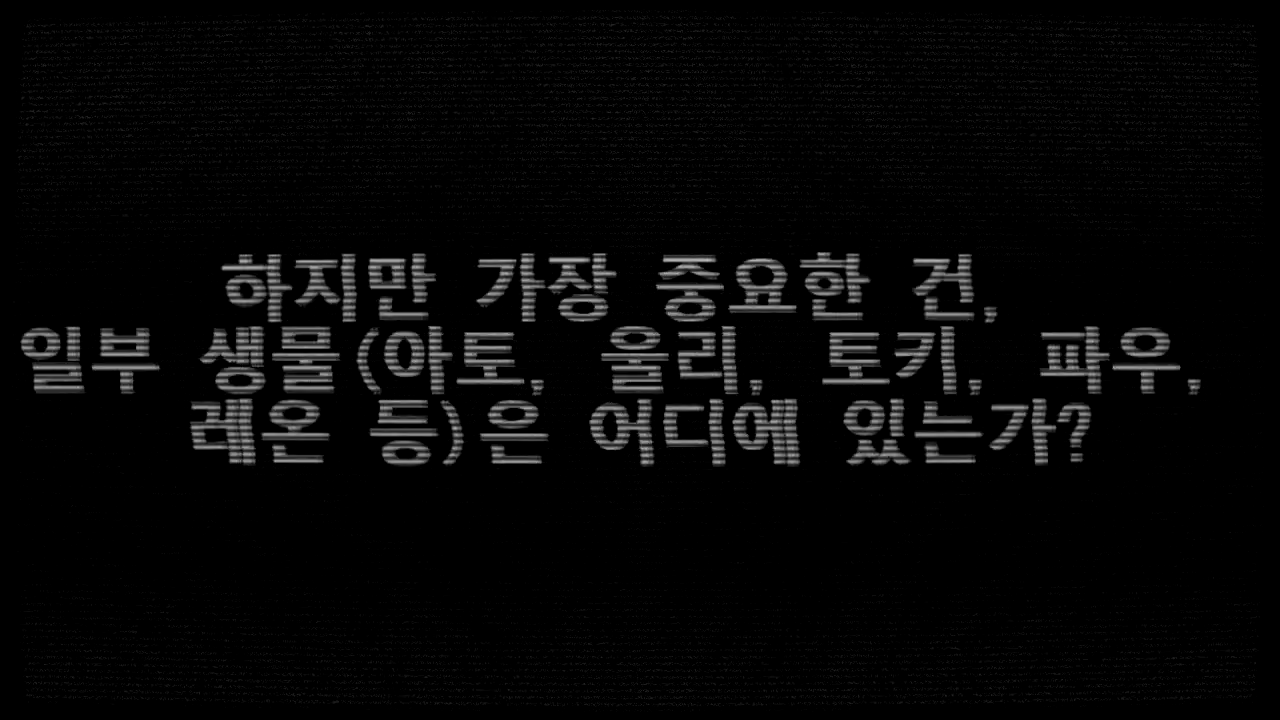 하지만 가장 중요한 건,
일부 생물(아토, 울리, 토키, 파우,
레온 등)은 어디에 있는가?